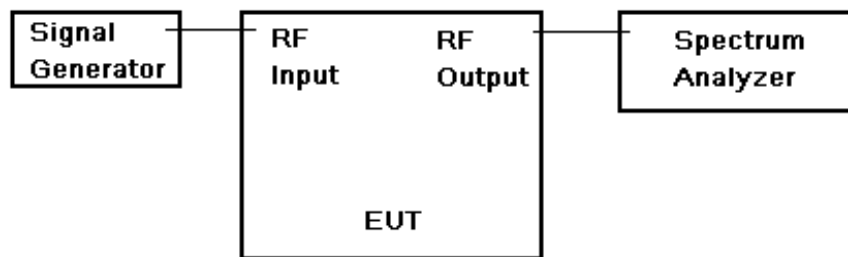 Signal
Generator
RF
Input
RF
Output
Spectrum
Analyzer
EUT